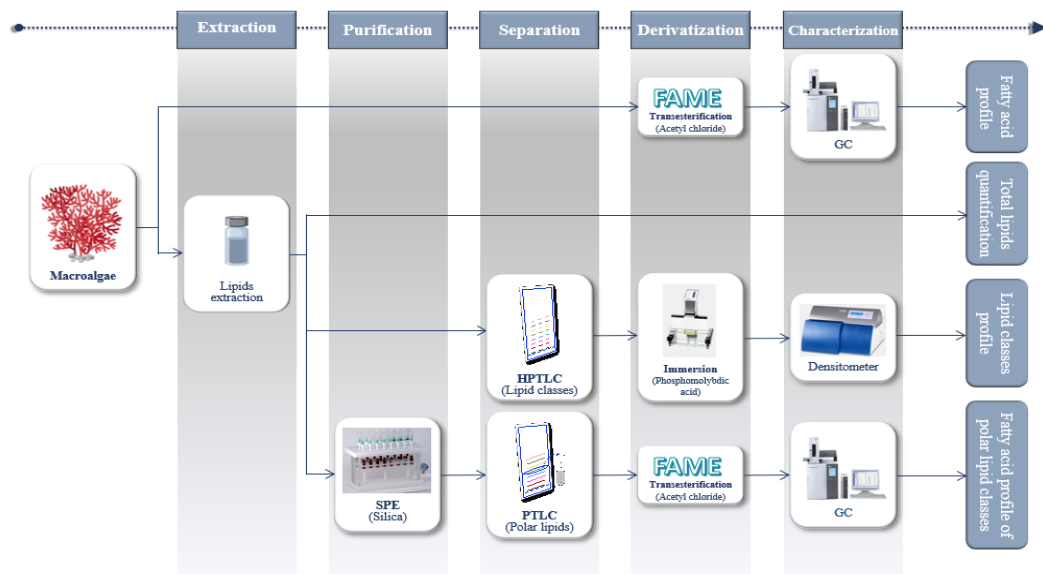 Extraction
Purification
Separation
Derivatization
Characterization
FAME
Transesterification
(Acetyl chloride)
GC
Fatty acid
profile
Macroalgae
Lipids
extraction
Total lipids
quantification
HPTLC
(Lipid classes)
Immersion
(Phosphomolybdic
acid)
Densitometer
Lipid classes
profile
SPE
(Silica)
PTLC
(Polar lipids)
FAME
Transesterification
(Acetyl chloride)
GC
Fatty acid profile of
polar lipid classes